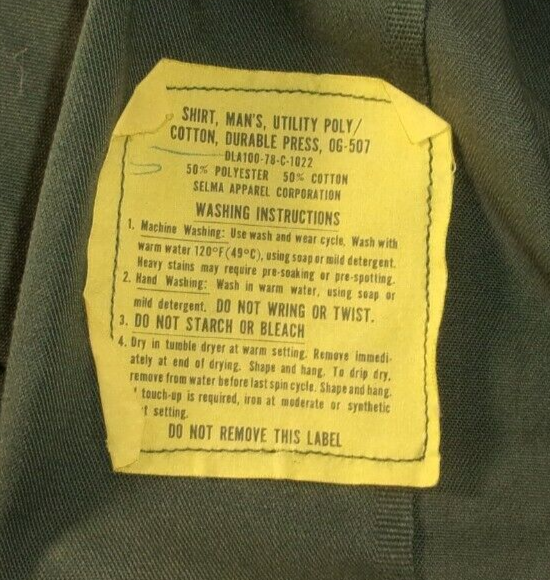 SHIRT, MAN'S, UTILITY POLY/
COTTON, DURABLE PRESS, OG-507
DLA100-78-C-1022
50% POLYESTER 50% COTTON
SELMA APPAREL CORPORATION
WASHING INSTRUCTIONS
1. Machine Washing: Use wash and wear cycle. Wash with
warm water 120°F(49°C), using soap or mild detergent.
Heavy stains may require pre-soaking or pre-spotting.
2. Hand Washing: Wash in warm water, using soap or
mild detergent. DO NOT WRING OR TWIST.
3. DO NOT STARCH OR BLEACH
4. Dry in tumble dryer at warm setting. Remove immedi-
ately at end of drying. Shape and hang. To drip dry,
remove from water before last spin cycle. Shape and hang.
touch-up is required, iron at moderate or synthetic
setting.
DO NOT REMOVE THIS LABEL